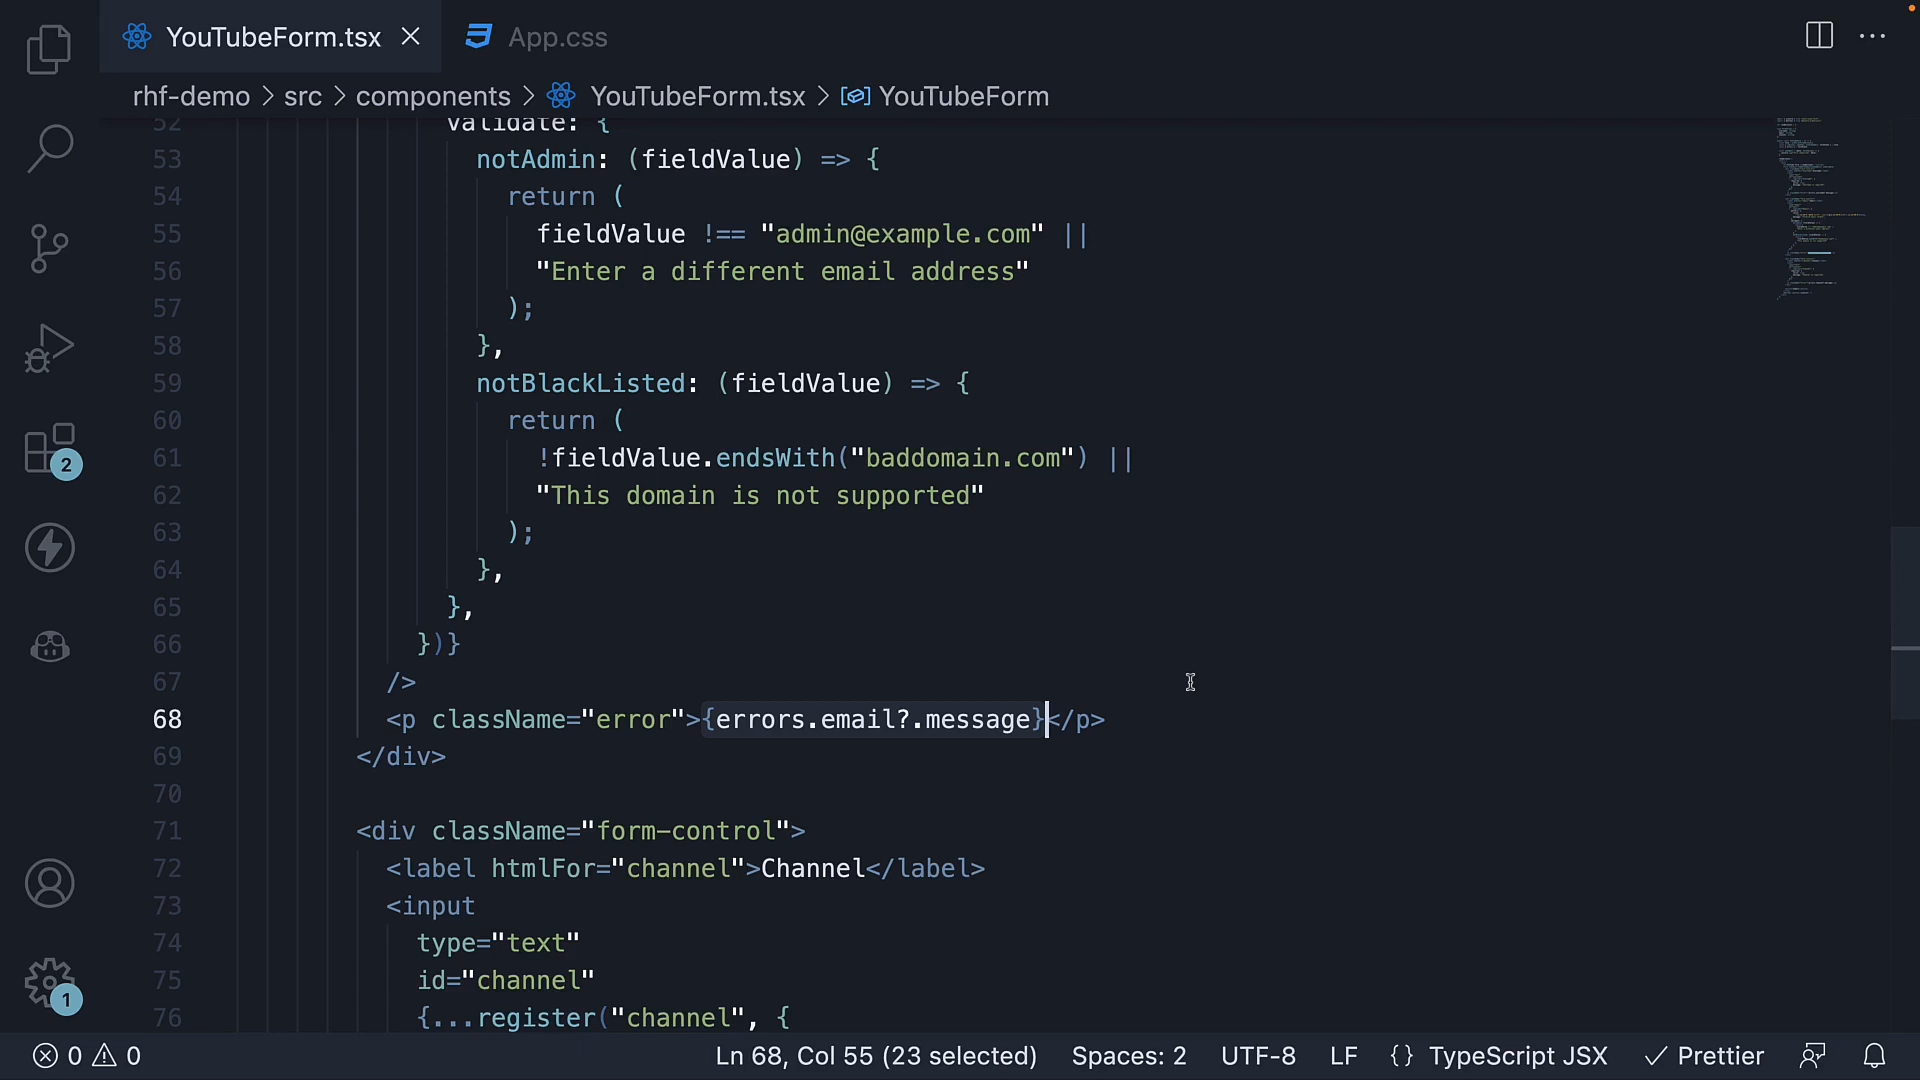 YouTubeForm.tsx
App.css
rhf-demo > src > components > YouTubeForm.tsx > YouTubeForm
52 validate: {
53 notAdmin: (fieldValue) => {
54 return (
55 fieldValue !== "admin@example.com" ||
56 "Enter a different email address"
57 );
58 },
59 notBlackListed: (fieldValue) => {
60 return (
61 !fieldValue.endsWith("baddomain.com") ||
62 "This domain is not supported"
63 );
64 },
65 },
66 })}
67 />
68 <p className="error">{errors.email?.message}</p>
69 </div>
70
71 <div className="form-control">
72 <label htmlFor="channel">Channel</label>
73 <input
74 type="text"
75 id="channel"
76 {...register("channel", {
2
1
0 0 Ln 68, Col 55 (23 selected) Spaces: 2 UTF-8 LF {} TypeScript JSX Prettier